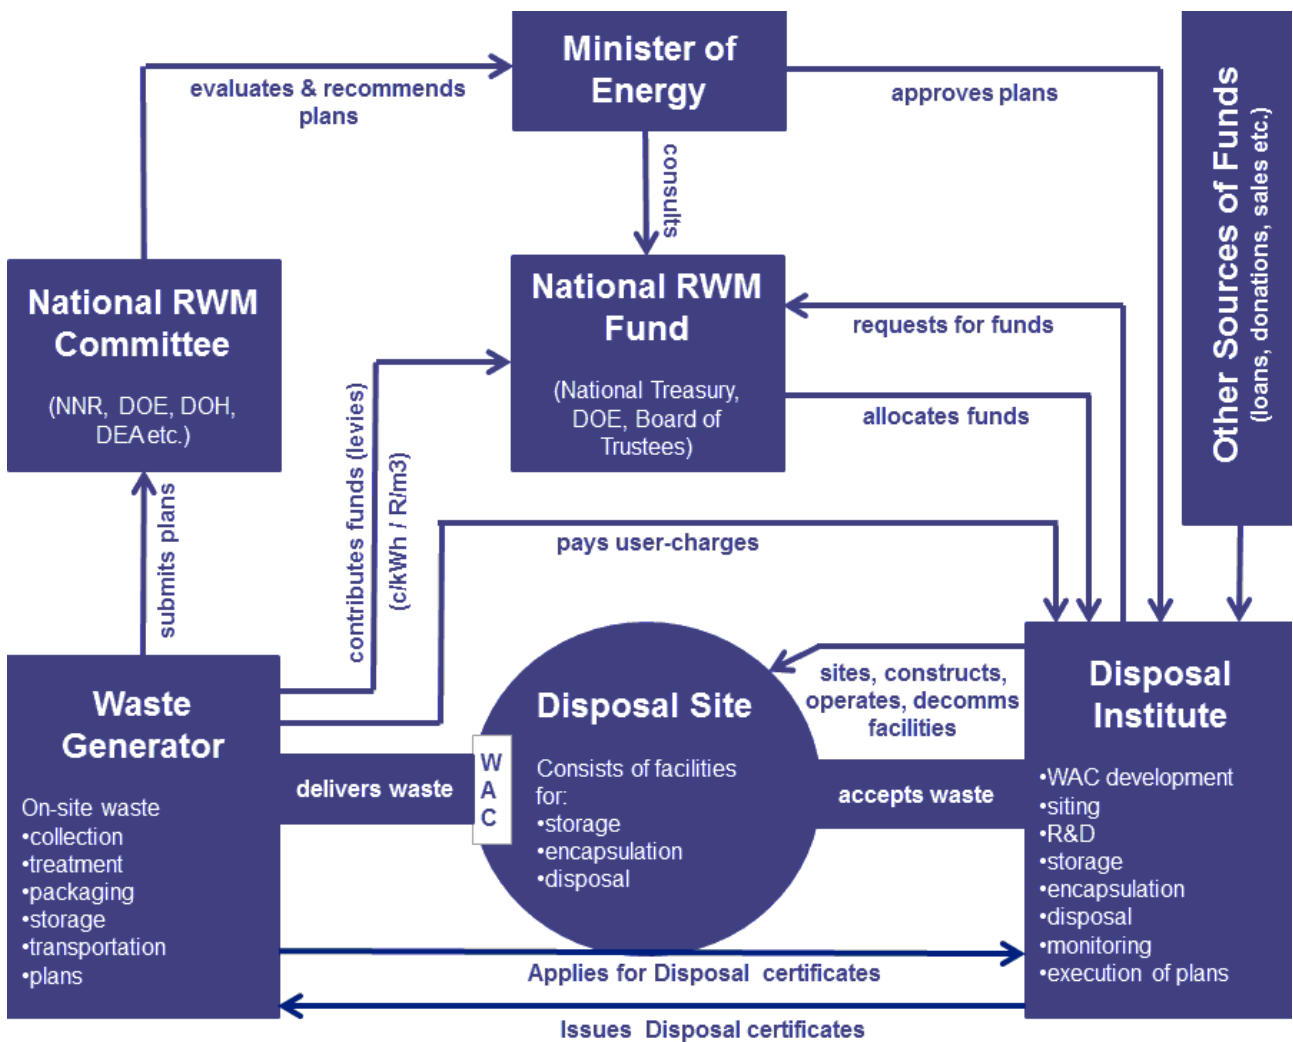 Minister of
Energy
evaluates & recommends
plans
approves plans
consults
Other Sources of Funds
(loans, donations, sales etc.)
National RWM
Committee
(NNR, DOE, DOH,
DEA etc.)
National RWM
Fund
(National Treasury,
DOE, Board of
Trustees)
requests for funds
allocates funds
submits plans
contributes funds (levies)
(c/kWh / R/m3)
pays user-charges
Waste
Generator
On-site waste
•collection
•treatment
•packaging
•storage
•transportation
•plans
delivers waste
W
A
C
Disposal Site
Consists of facilities
for:
•storage
•encapsulation
•disposal
sites, constructs,
operates, decomms
facilities
accepts waste
Disposal
Institute
•WAC development
•siting
•R&D
•storage
•encapsulation
•disposal
•monitoring
•execution of plans
Applies for Disposal certificates
Issues Disposal certificates